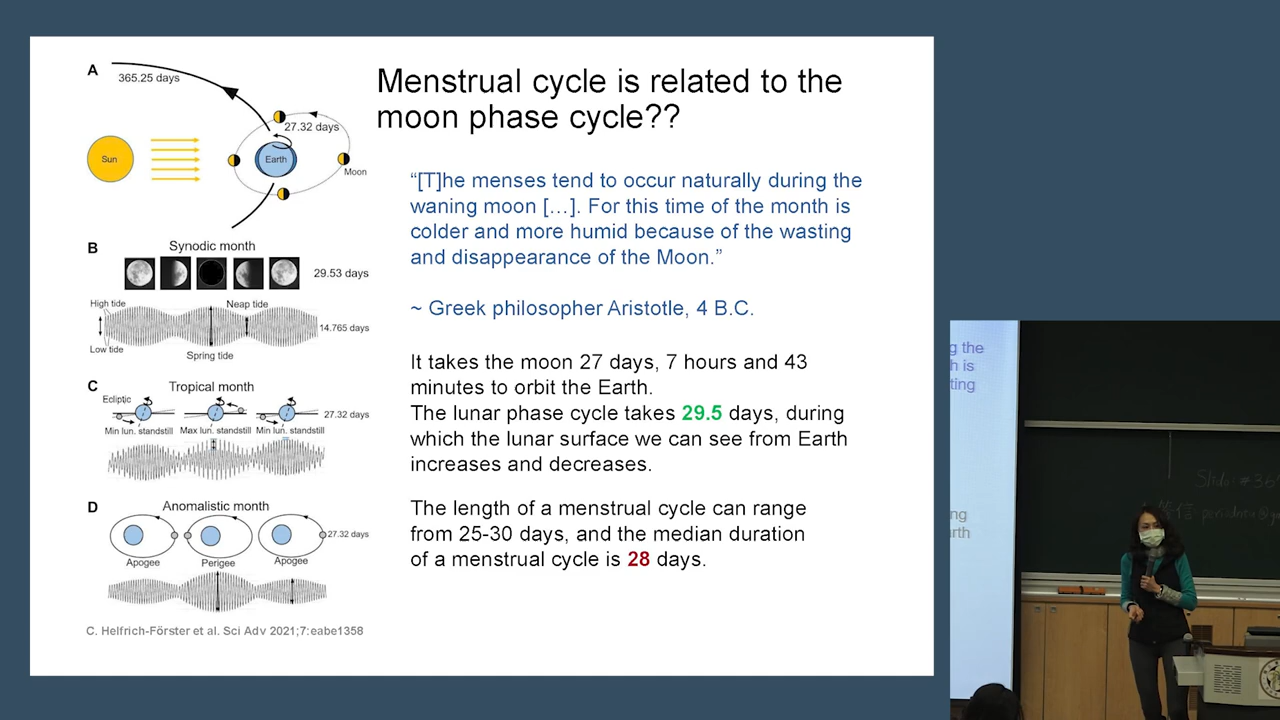 A
365.25 days
27.32 days
Sun
Earth
Moon
B
Synodic month
29.53 days
High tide
Neap tide
14.765 days
Low tide
Spring tide
C
Tropical month
Ecliptic
27.32 days
Min lun. standstill
Max lun. standstill
Min lun. standstill
D
Anomalistic month
27.32 days
Apogee
Perigee
Apogee
C. Helfrich-Förster et al. Sci Adv 2021;7:eabe1358
Menstrual cycle is related to the
moon phase cycle??
“[T]he menses tend to occur naturally during the
waning moon […]. For this time of the month is
colder and more humid because of the wasting
and disappearance of the Moon.”
~ Greek philosopher Aristotle, 4 B.C.
It takes the moon 27 days, 7 hours and 43
minutes to orbit the Earth.
The lunar phase cycle takes 29.5 days, during
which the lunar surface we can see from Earth
increases and decreases.
The length of a menstrual cycle can range
from 25-30 days, and the median duration
of a menstrual cycle is 28 days.
g the
h is
ting
ng
rth
Slido #365